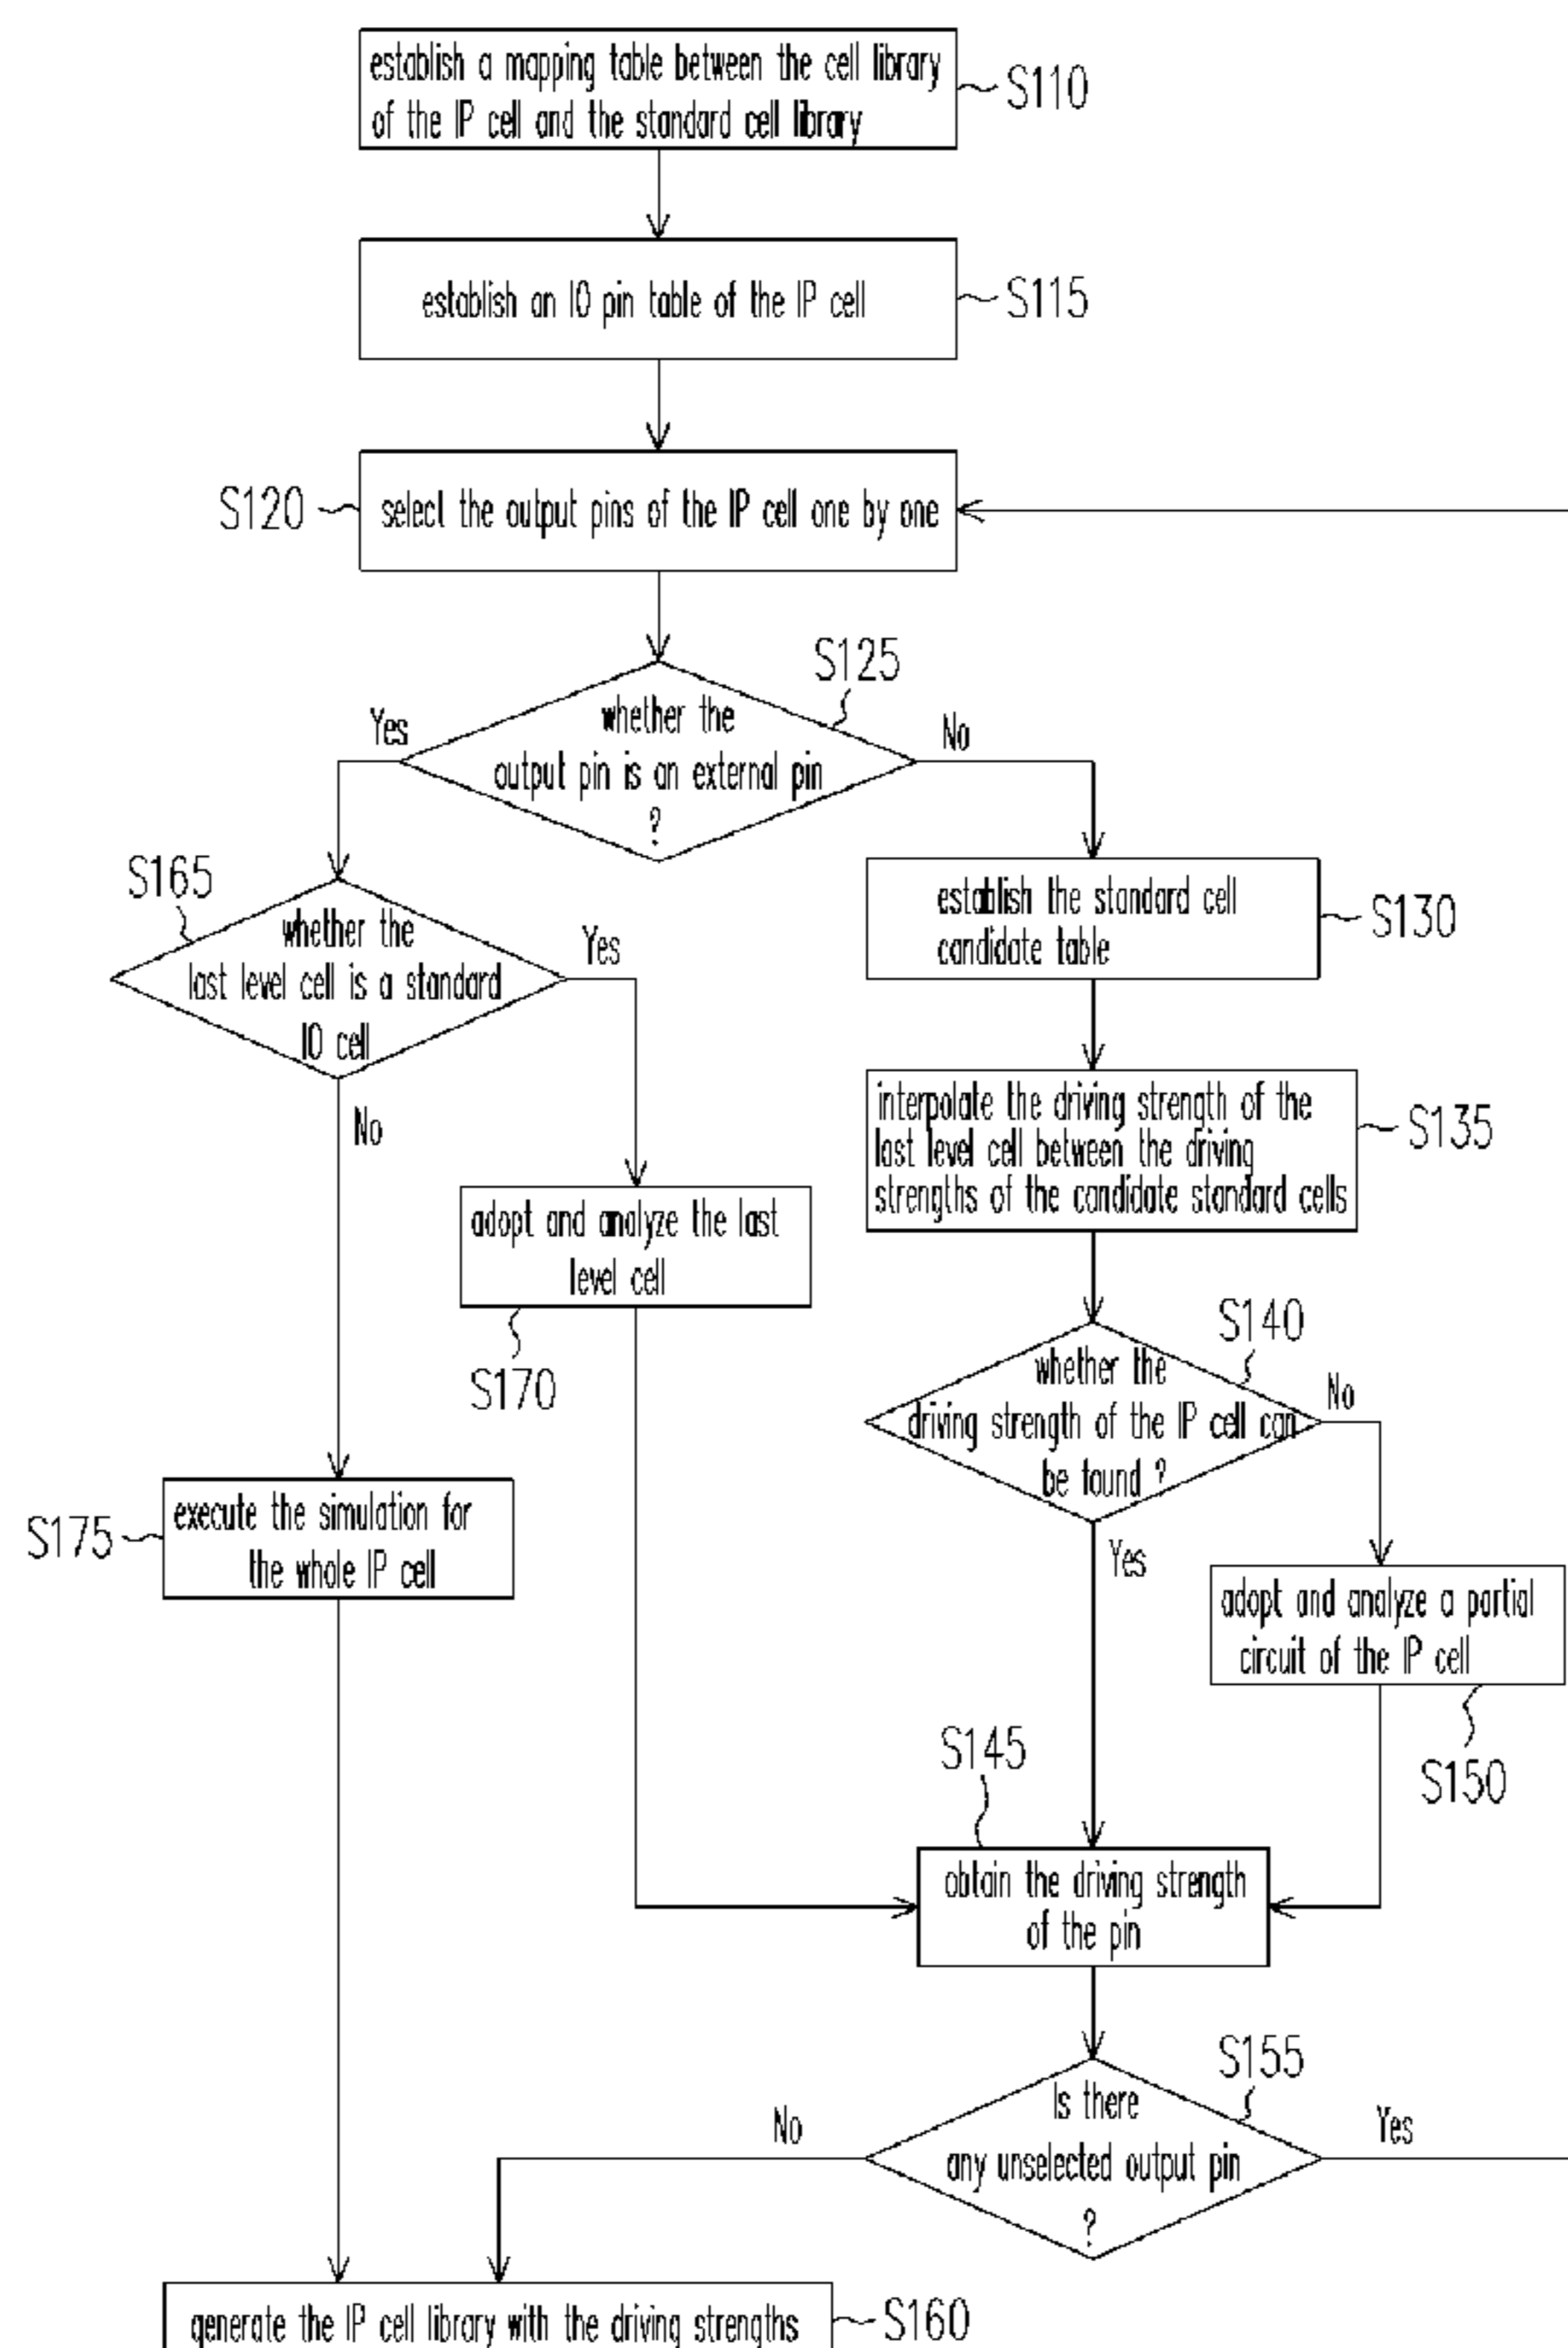 establish a mapping table between the cell library
of the IP cell and the standard cell library
S110
establish an IO pin table of the IP cell
S115
S120
select the output pins of the IP cell one by one
S125
whether the
output pin is an external pin
?
Yes
No
S165
whether the
last level cell is a standard
IO cell
Yes
No
establish the standard cell
candidate table
S130
interpolate the driving strength of the
last level cell between the driving
strengths of the candidate standard cells
S135
adopt and analyze the last
level cell
S170
S140
whether the
driving strength of the IP cell can
be found ?
No
Yes
S175
execute the simulation for
the whole IP cell
adopt and analyze a partial
circuit of the IP cell
S150
S145
obtain the driving strength
of the pin
S155
Is there
any unselected output pin
?
No
Yes
generate the IP cell library with the driving strengths
S160